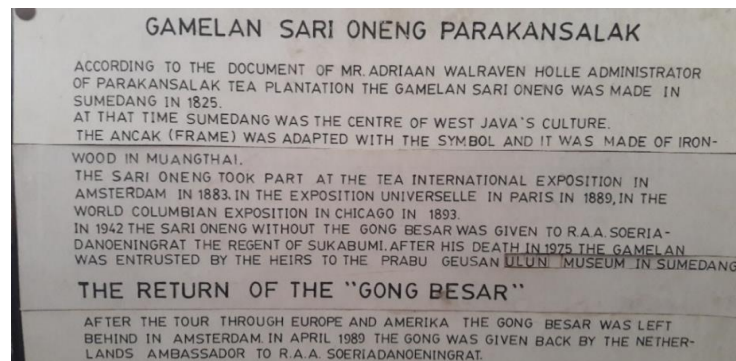 GAMELAN SARI ONENG PARAKANSALAK
ACCORDING TO THE DOCUMENT OF MR. ADRIAAN WALRAVEN HOLLE ADMINISTRATOR
OF PARAKANSALAK TEA PLANTATION THE GAMELAN SARI ONENG WAS MADE IN
SUMEDANG IN 1825.
AT THAT TIME SUMEDANG WAS THE CENTRE OF WEST JAVA'S CULTURE.
THE ANCAK (FRAME) WAS ADAPTED WITH THE SYMBOL AND IT WAS MADE OF IRON-
WOOD IN MUANGTHAI.
THE SARI ONENG TOOK PART AT THE TEA INTERNATIONAL EXPOSITION IN
AMSTERDAM IN 1883. IN THE EXPOSITION UNIVERSELLE IN PARIS IN 1889, IN THE
WORLD COLUMBIAN EXPOSITION IN CHICAGO IN 1893.
IN 1942 THE SARI ONENG WITHOUT THE GONG BESAR WAS GIVEN TO R.A.A. SOERIA-
DANOENINGRAT THE REGENT OF SUKABUMI. AFTER HIS DEATH IN 1975 THE GAMELAN
WAS ENTRUSTED BY THE HEIRS TO THE PRABU GEUSAN ULUN MUSEUM IN SUMEDANG
THE RETURN OF THE "GONG BESAR"
AFTER THE TOUR THROUGH EUROPE AND AMERIKA THE GONG BESAR WAS LEFT
BEHIND IN AMSTERDAM. IN APRIL 1989 THE GONG WAS GIVEN BACK BY THE NETHER-
LANDS AMBASSADOR TO R.A.A. SOERIADANOENINGRAT.